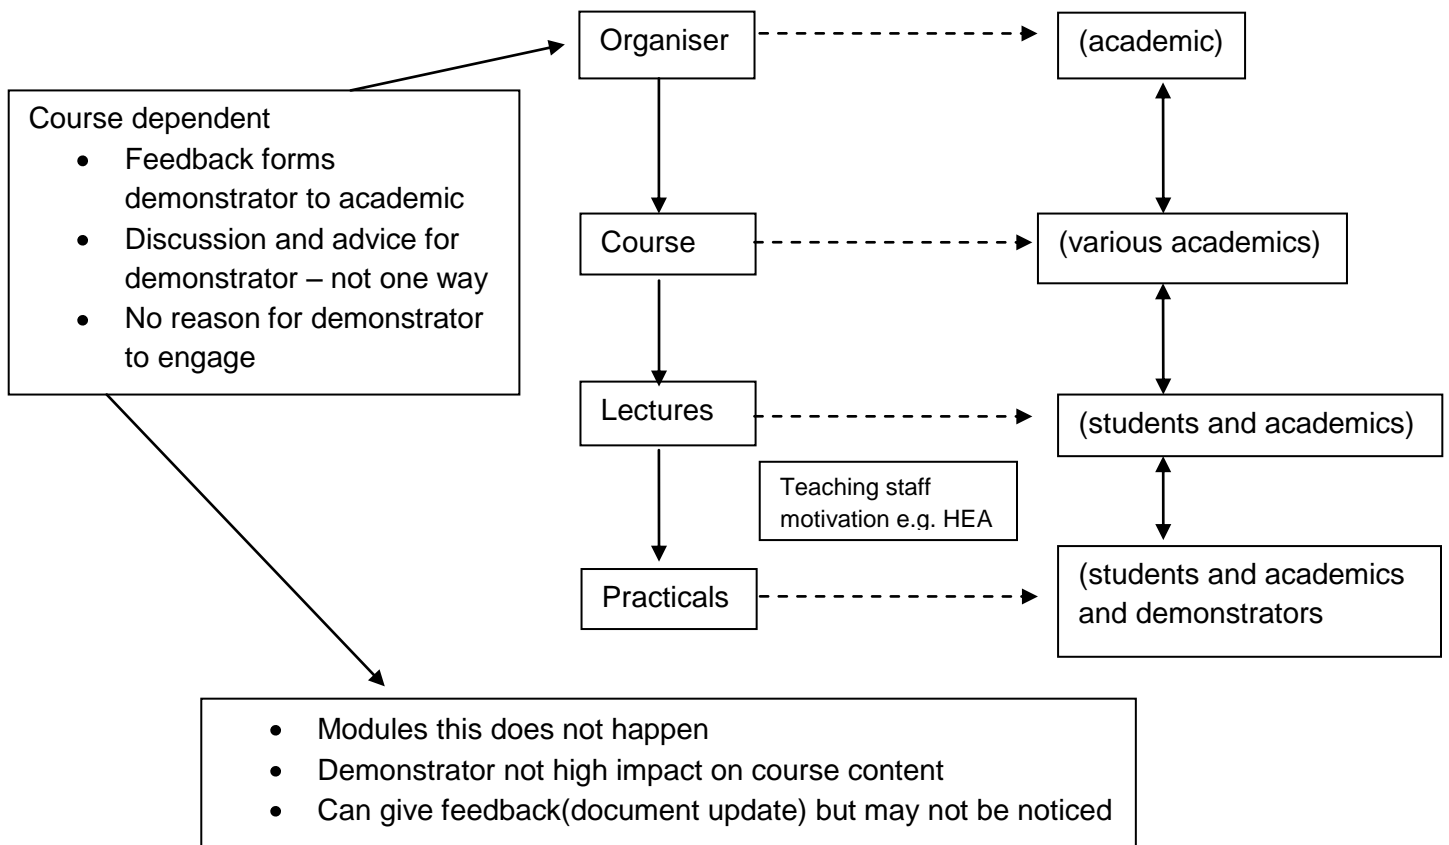 Organiser
(academic)
Course dependent
• Feedback forms
demonstrator to academic
• Discussion and advice for
demonstrator – not one way
• No reason for demonstrator
to engage
Course
(various academics)
Lectures
(students and academics)
Teaching staff
motivation e.g. HEA
Practicals
(students and academics
and demonstrators
• Modules this does not happen
• Demonstrator not high impact on course content
• Can give feedback(document update) but may not be noticed